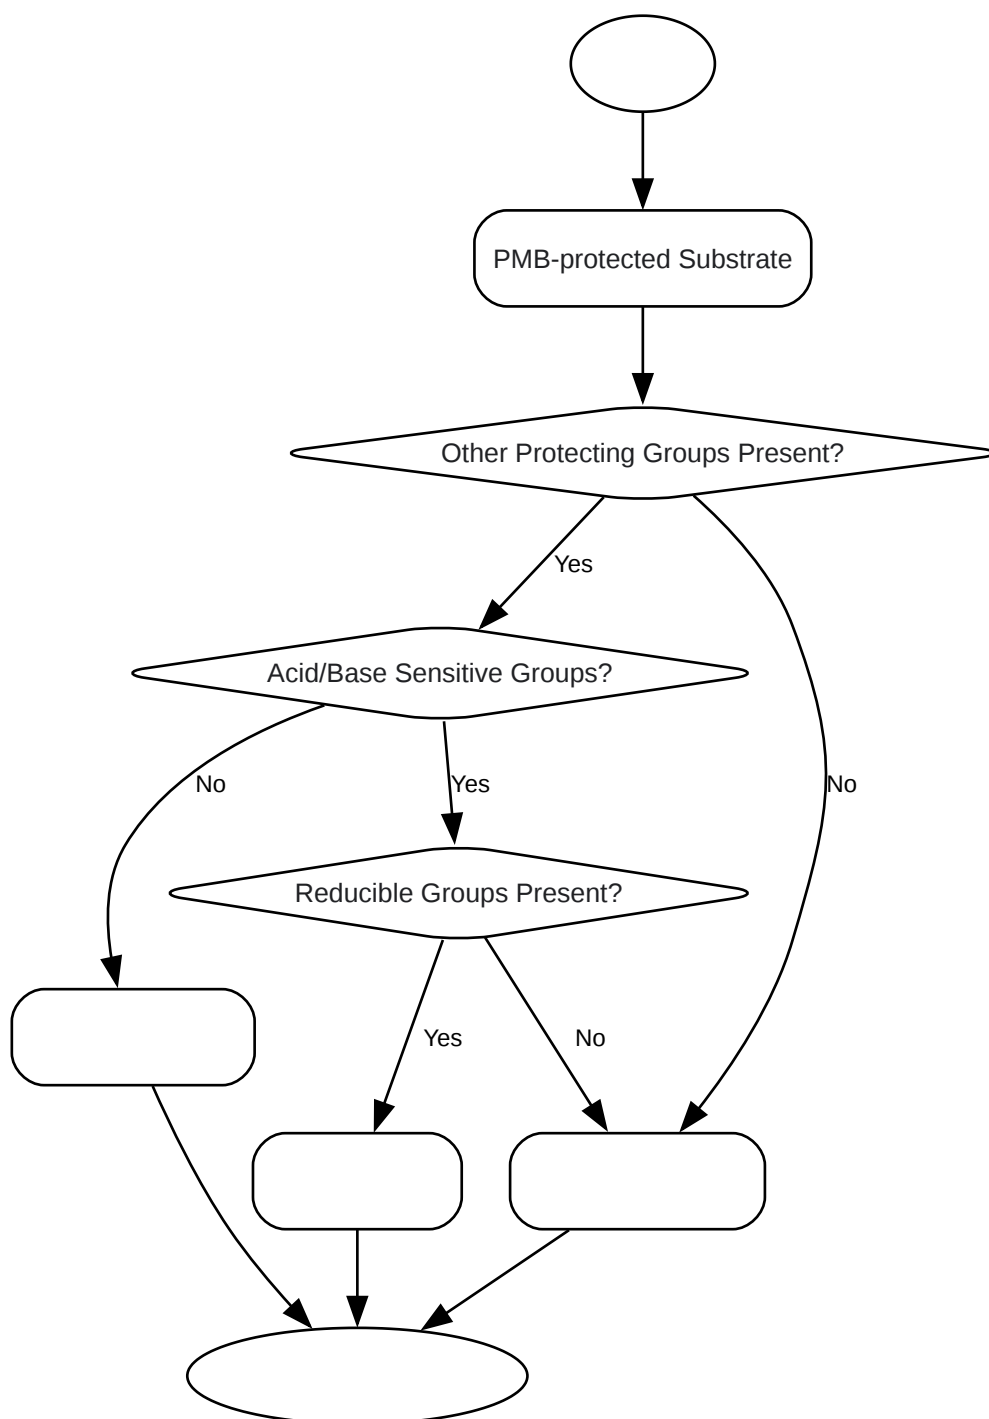 PMB-protected Substrate
Other Protecting Groups Present?
Yes
Acid/Base Sensitive Groups?
No
Yes
No
Reducible Groups Present?
Yes
No